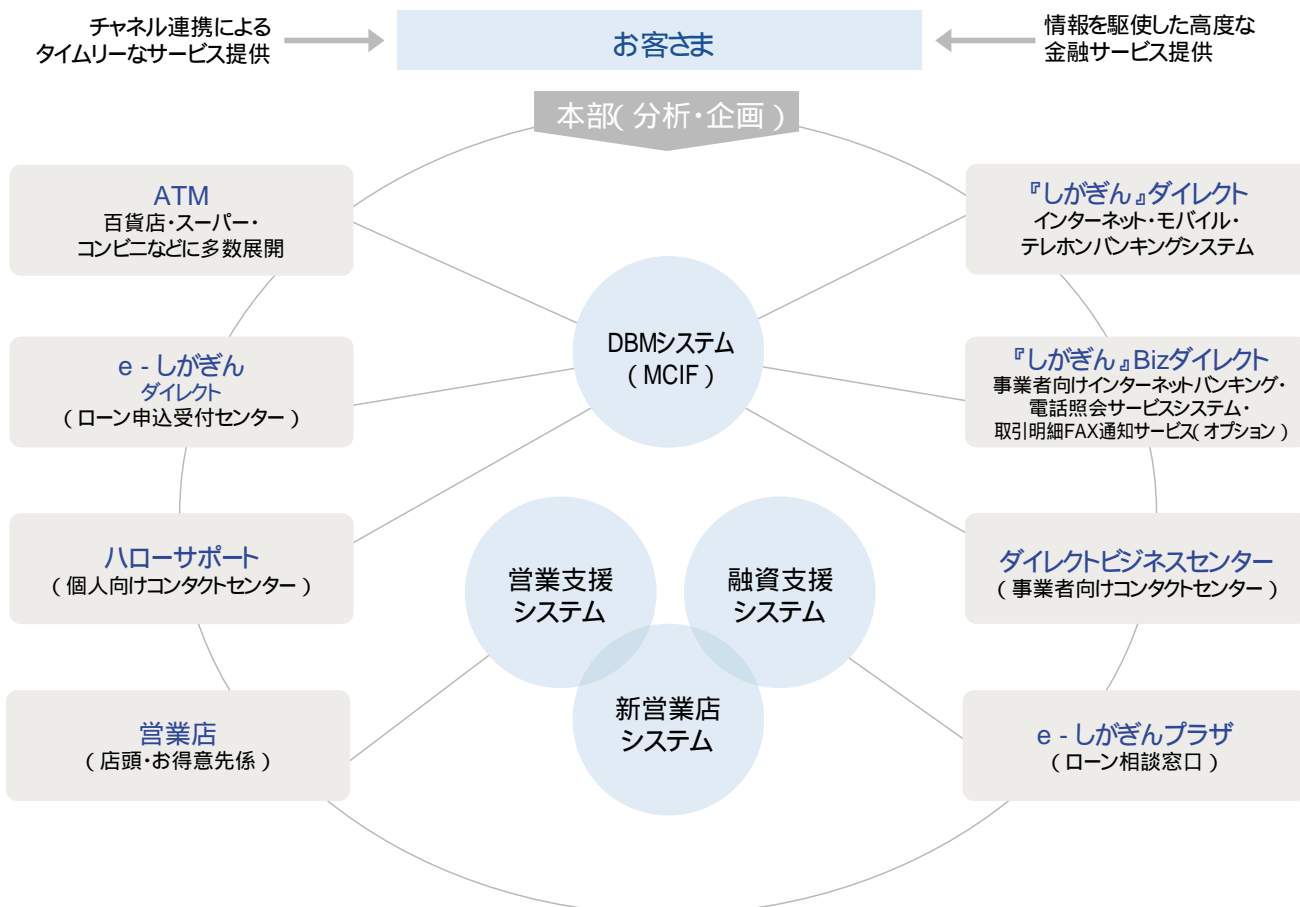 チャネル連携による
タイムリーなサービス提供
お客さま
情報を駆使した高度な
金融サービス提供
本部（分析・企画）
ATM
百貨店・スーパー・
コンビニなどに多数展開
『しがぎん』ダイレクト
インターネット・モバイル・
テレホンバンキングシステム
DBMシステム
（MCIF）
e - しがぎん
ダイレクト
（ローン申込受付センター）
『しがぎん』Bizダイレクト
事業者向けインターネットバンキング・
電話照会サービスシステム・
取引明細FAX通知サービス（オプション）
ハローサポート
（個人向けコンタクトセンター）
営業支援
システム
融資支援
システム
ダイレクトビジネスセンター
（事業者向けコンタクトセンター）
営業店
（店頭・お得意先係）
新営業店
システム
e - しがぎんプラザ
（ローン相談窓口）